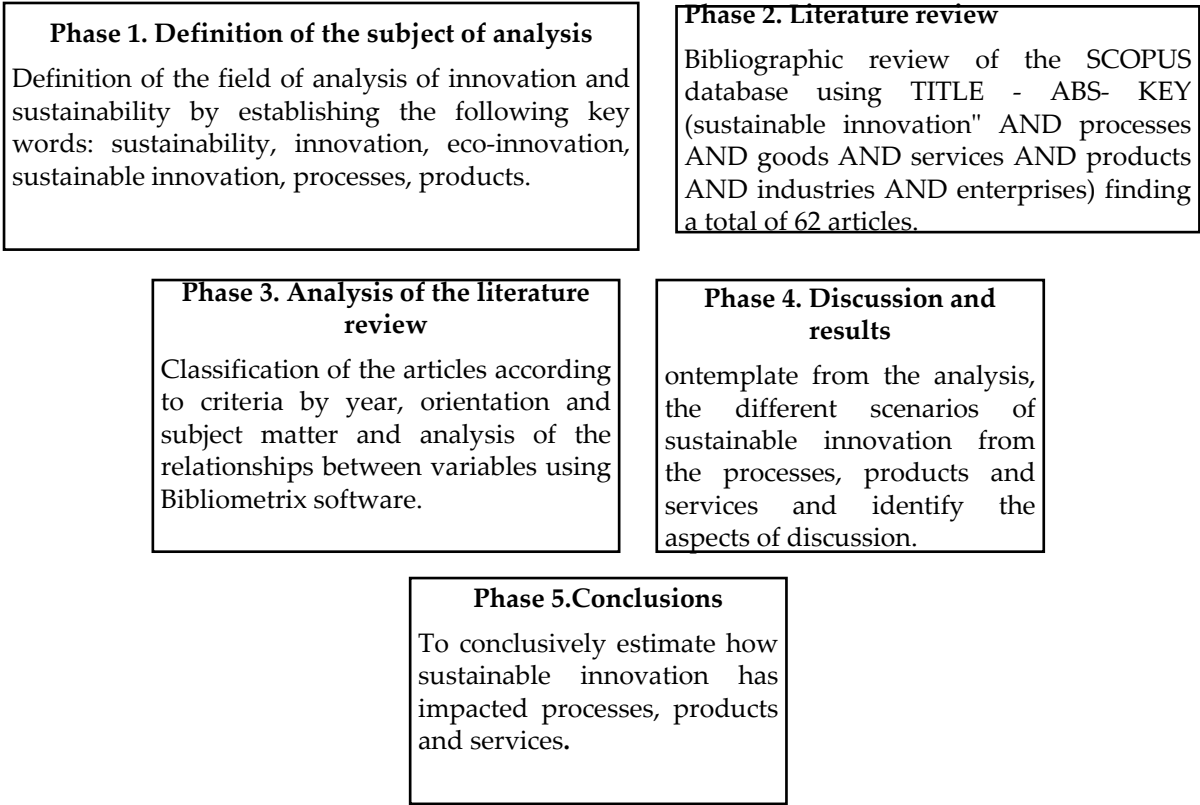 Phase 1. Definition of the subject of analysis
Definition of the field of analysis of innovation and
sustainability by establishing the following key
words: sustainability, innovation, eco-innovation,
sustainable innovation, processes, products.
Phase 2. Literature review
Bibliographic review of the SCOPUS
database using TITLE - ABS- KEY
(sustainable innovation" AND processes
AND goods AND services AND products
AND industries AND enterprises) finding
a total of 62 articles.
Phase 3. Analysis of the literature
review
Classification of the articles according
to criteria by year, orientation and
subject matter and analysis of the
relationships between variables using
Bibliometrix software.
Phase 4. Discussion and
results
ontemplate from the analysis,
the different scenarios of
sustainable innovation from
the processes, products and
services and identify the
aspects of discussion.
Phase 5.Conclusions
To conclusively estimate how
sustainable innovation has
impacted processes, products
and services.